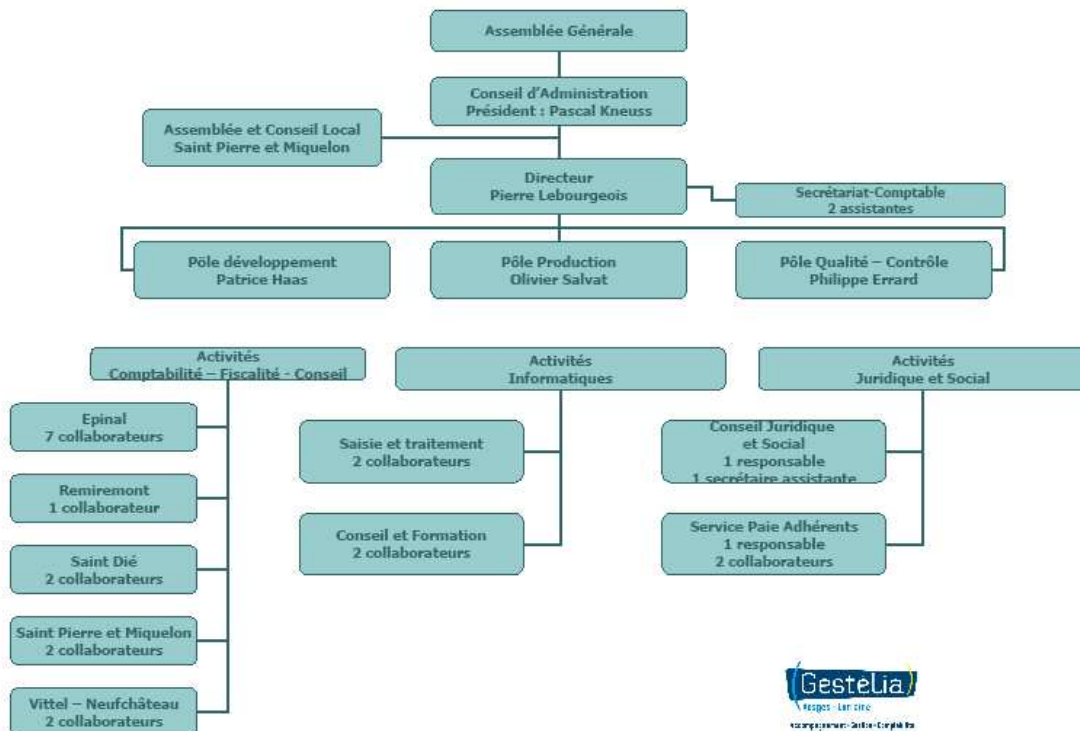 Assemblée Générale
Conseil d'Administration
Président : Pascal Kneuss
Assemblée et Conseil Local
Saint Pierre et Miquelon
Directeur
Pierre Lebourgeois
Secrétariat-Comptable
2 assistantes
Pôle développement
Patrice Haas
Pôle Production
Olivier Salvat
Pôle Qualité – Contrôle
Philippe Errard
Activités
Comptabilité – Fiscalité - Conseil
Epinal
7 collaborateurs
Remiremont
1 collaborateur
Saint Dié
2 collaborateurs
Saint Pierre et Miquelon
2 collaborateurs
Vittel – Neufchâteau
2 collaborateurs
Activités
Informatiques
Saisie et traitement
2 collaborateurs
Conseil et Formation
2 collaborateurs
Activités
Juridique et Social
Conseil Juridique
et Social
1 responsable
1 secrétaire assistante
Service Paie Adhérents
1 responsable
2 collaborateurs
GestéLia
Vosges - Lorraine
Accompagnement - Gestion - Comptabilité